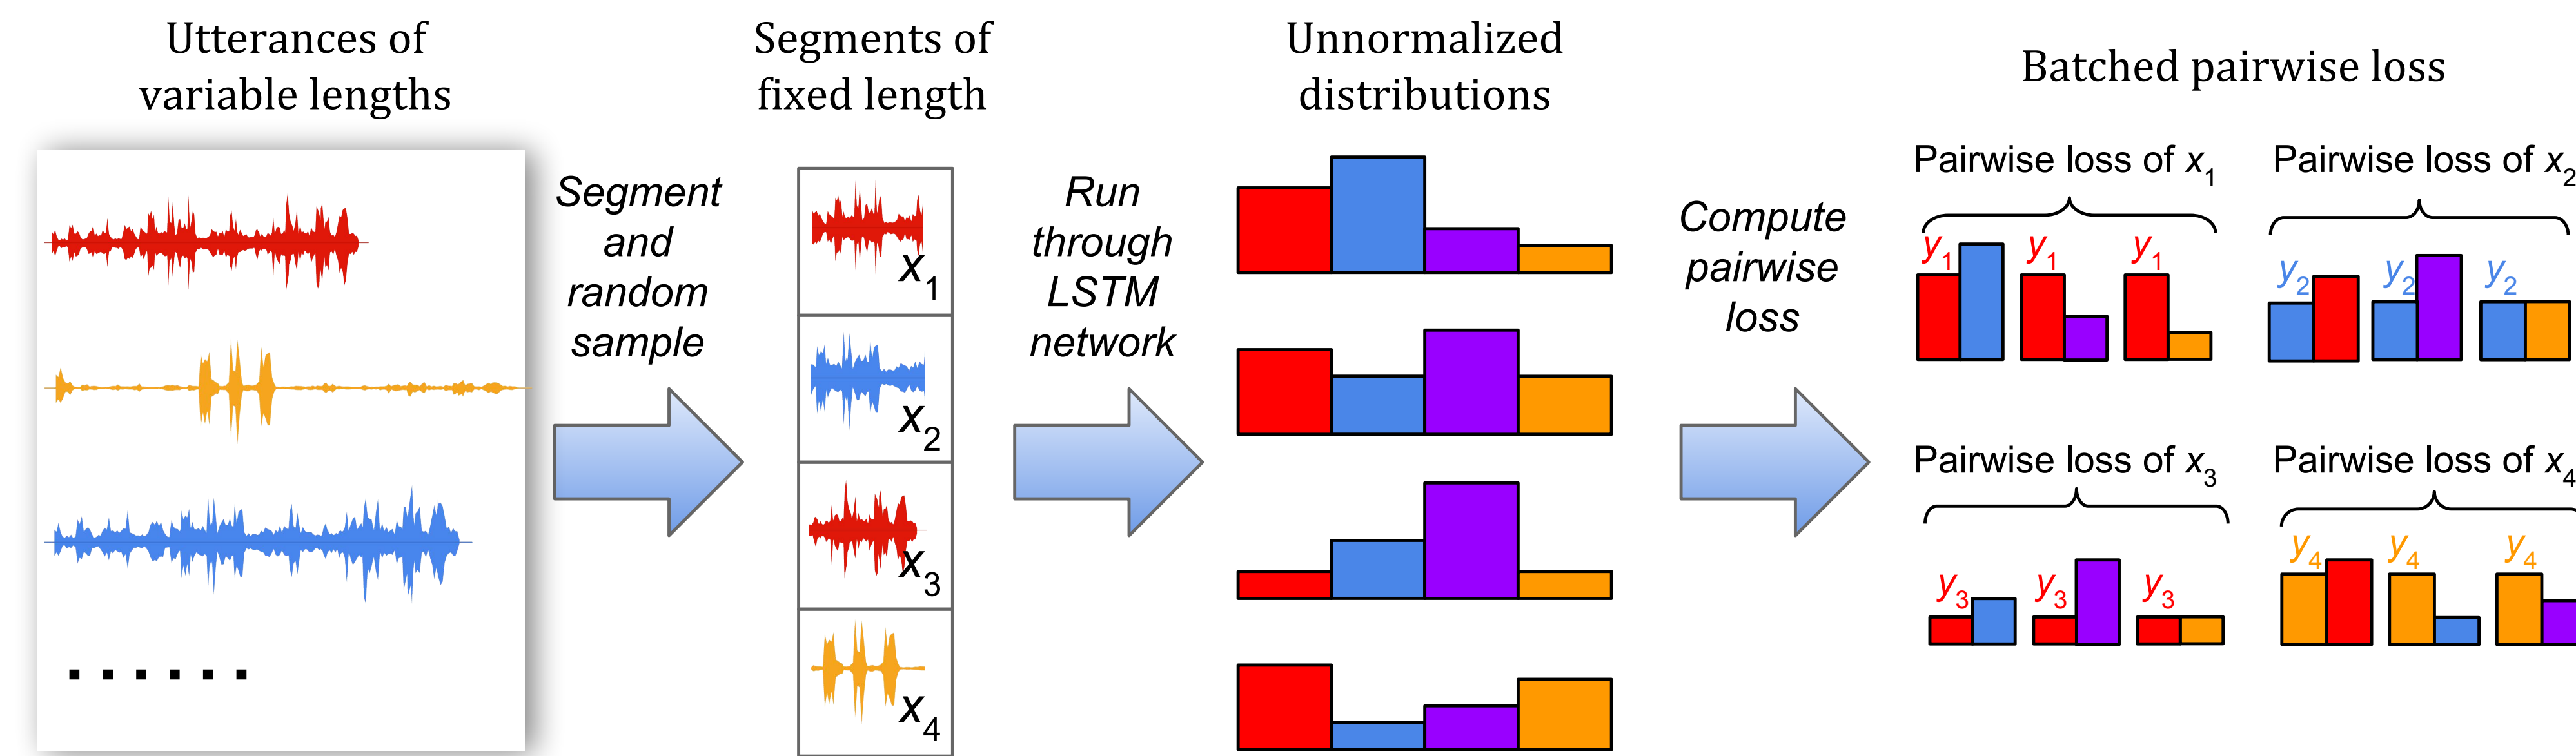 Utterances of
variable lengths
Segment
and
random
sample
Segments of
fixed length
x1
x2
x3
x4
Run
through
LSTM
network
Unnormalized
distributions
Compute
pairwise
loss
Batched pairwise loss
Pairwise loss of x1
y1 y1 y1
Pairwise loss of x2
y2 y2 y2
Pairwise loss of x3
y3 y3 y3
Pairwise loss of x4
y4 y4 y4
......